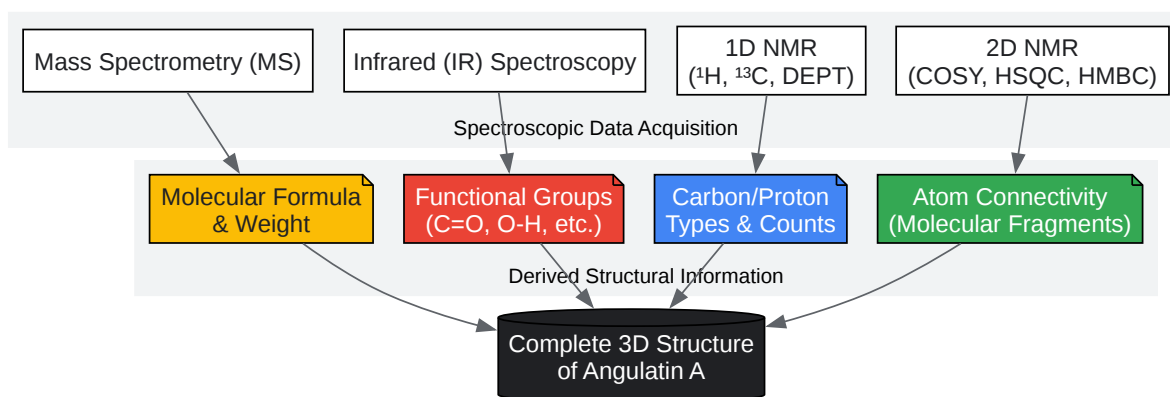 Mass Spectrometry (MS)
Infrared (IR) Spectroscopy
1D NMR
(¹H, ¹³C, DEPT)
2D NMR
(COSY, HSQC, HMBC)
Spectroscopic Data Acquisition
Molecular Formula
& Weight
Functional Groups
(C=O, O-H, etc.)
Carbon/Proton
Types & Counts
Atom Connectivity
(Molecular Fragments)
Derived Structural Information
Complete 3D Structure
of Angulatin A